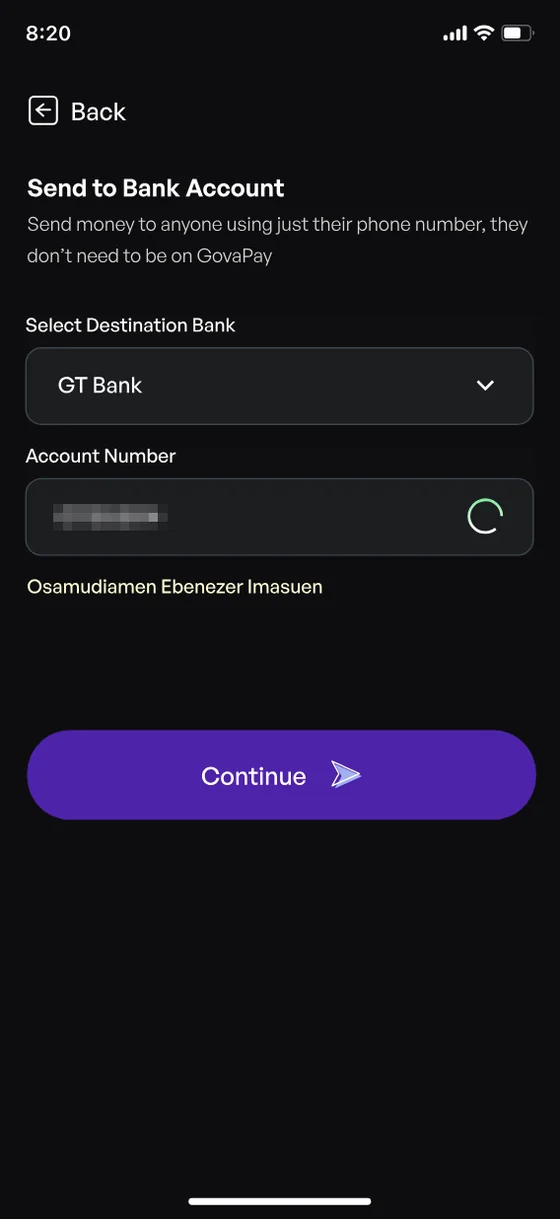 8:20
Back
Send to Bank Account
Send money to anyone using just their phone number, they
don’t need to be on GovaPay
Select Destination Bank
GT Bank
Account Number
Osamudiamen Ebenezer Imasuen
Continue